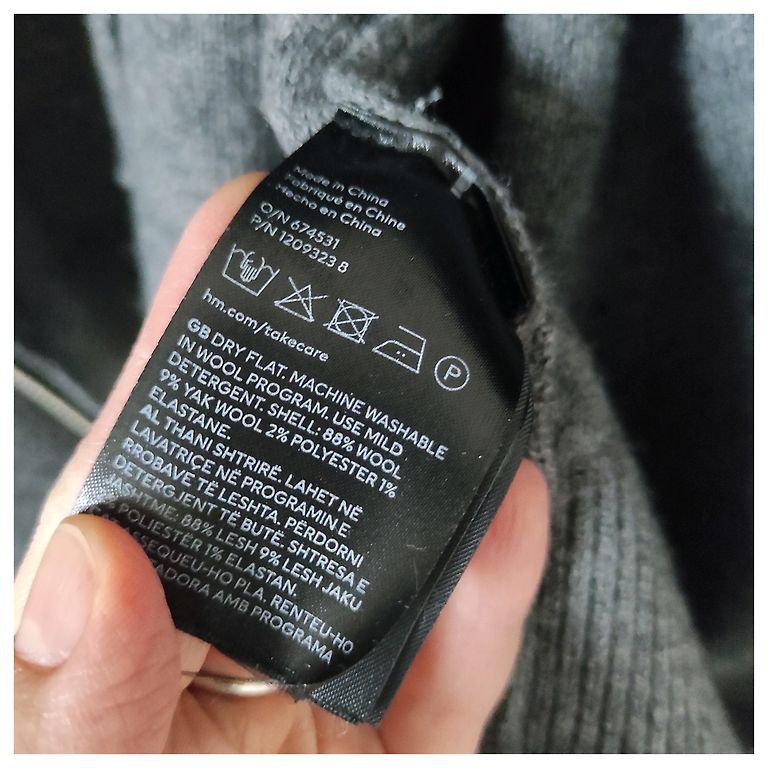 Made in China
Fabriqué en Chine
Hecho en China
O/N 674531
P/N 1209323 8
P
hm.com/takecare
GB DRY FLAT. MACHINE WASHABLE
IN WOOL PROGRAM. USE MILD
DETERGENT. SHELL: 88% WOOL
9% YAK WOOL 2% POLYESTER 1%
ELASTANE.
AL THANI SHTRIRË. LAHET NË
LAVATRIÇE NË PROGRAMIN E
RROBAVE TË LESHTA. PËRDORNI
DETERGJENT TË BUTË. SHTRESA E
JASHTME: 88% LESH 9% LESH JAKU
POLIESTËR 1% ELASTAN.
ESEQUEU-HO PLA. RENTEU-HO
TADORA AMB PROGRAMA